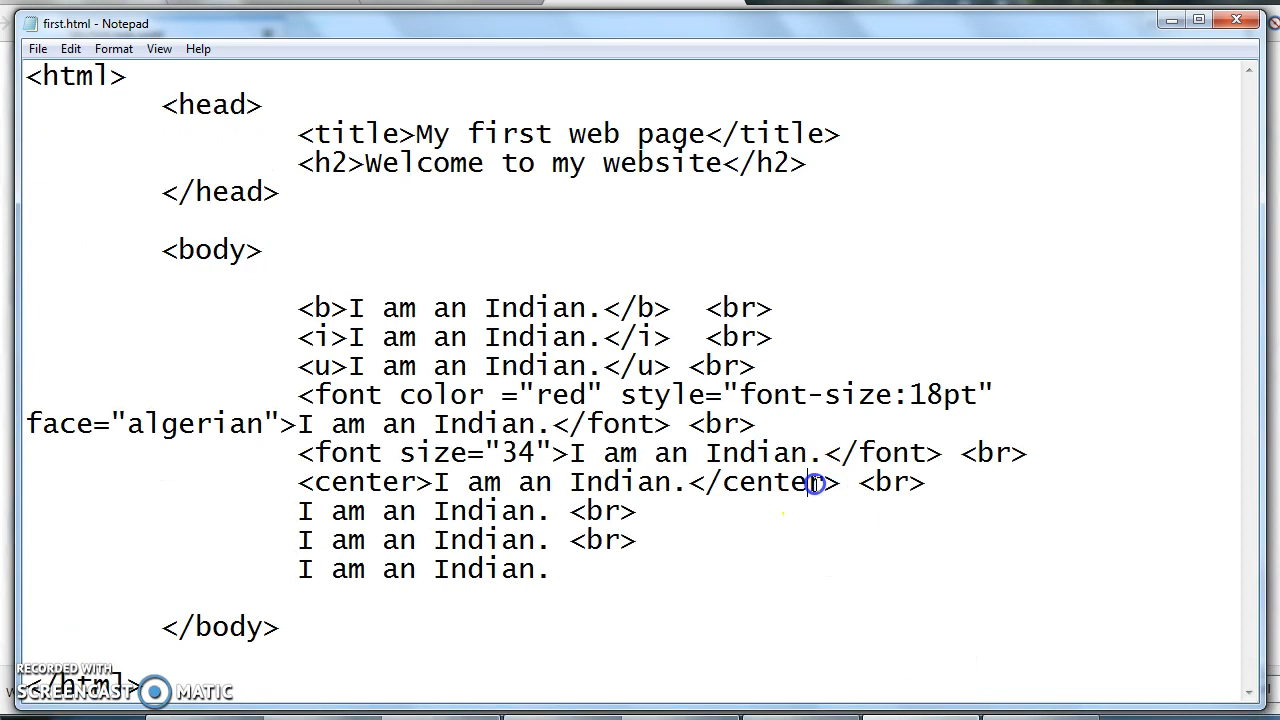 first.html - Notepad
File Edit Format View Help
<html>
<head>
<title>My first web page</title>
<h2>Welcome to my website</h2>
</head>
<body>
<b>I am an Indian.</b>  <br>
<i>I am an Indian.</i>  <br>
<u>I am an Indian.</u> <br>
<font color ="red" style="font-size:18pt"
face="algerian">I am an Indian.</font> <br>
<font size="34">I am an Indian.</font> <br>
<center>I am an Indian.</center> <br>
I am an Indian. <br>
I am an Indian. <br>
I am an Indian.
</body>
</html>
RECORDED WITH
SCREENCAST MATIC